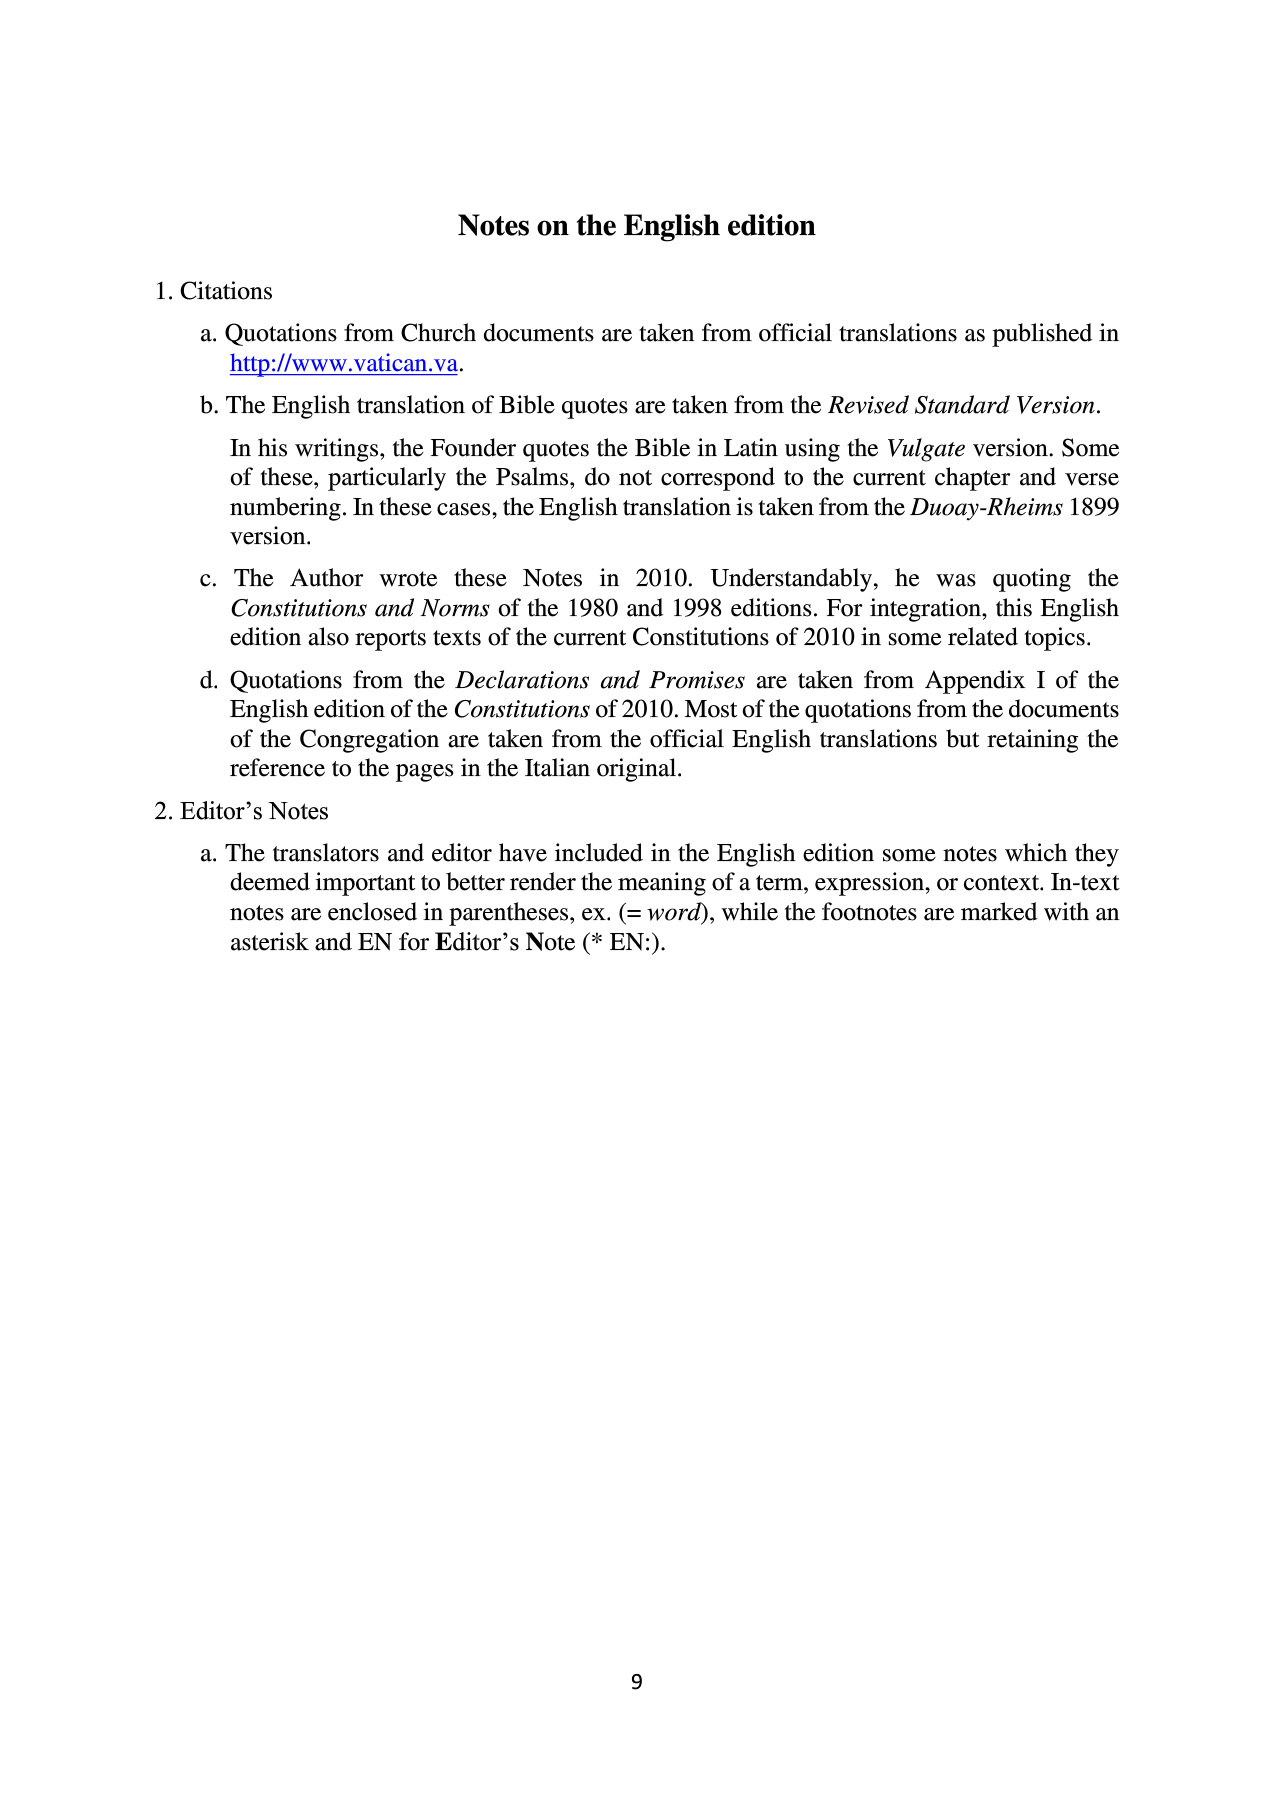 Notes on the English edition
1. Citations
a. Quotations from Church documents are taken from official translations as published in
http://www.vatican.va.
b. The English translation of Bible quotes are taken from the Revised Standard Version.
In his writings, the Founder quotes the Bible in Latin using the Vulgate version. Some
of these, particularly the Psalms, do not correspond to the current chapter and verse
numbering. In these cases, the English translation is taken from the Duoay-Rheims 1899
version.
c. The Author wrote these Notes in 2010. Understandably, he was quoting the
Constitutions and Norms of the 1980 and 1998 editions. For integration, this English
edition also reports texts of the current Constitutions of 2010 in some related topics.
d. Quotations from the Declarations and Promises are taken from Appendix I of the
English edition of the Constitutions of 2010. Most of the quotations from the documents
of the Congregation are taken from the official English translations but retaining the
reference to the pages in the Italian original.
2. Editor’s Notes
a. The translators and editor have included in the English edition some notes which they
deemed important to better render the meaning of a term, expression, or context. In-text
notes are enclosed in parentheses, ex. (= word), while the footnotes are marked with an
asterisk and EN for Editor’s Note (* EN:).
9